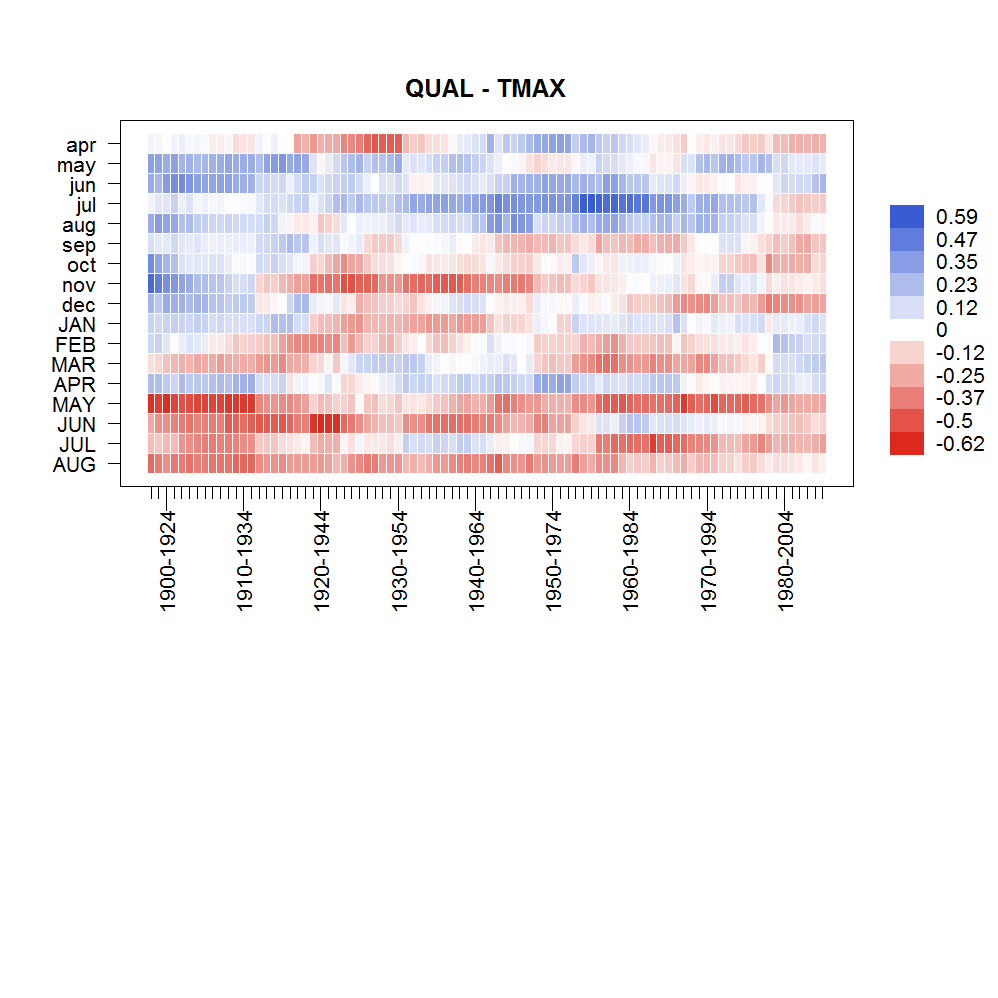 QUAL - TMAX
apr
may
jun
jul
aug
sep
oct
nov
dec
JAN
FEB
MAR
APR
MAY
JUN
JUL
AUG
0.59
0.47
0.35
0.23
0.12
0
-0.12
-0.25
-0.37
-0.5
-0.62
1900-1924
1910-1934
1920-1944
1930-1954
1940-1964
1950-1974
1960-1984
1970-1994
1980-2004